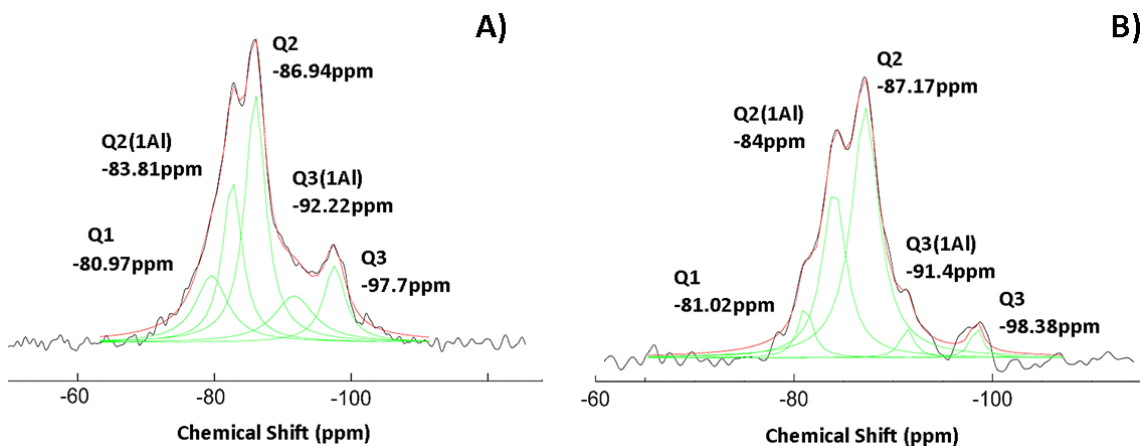 A)
Q2
-86.94ppm
Q2(1Al)
-83.81ppm
Q3(1Al)
-92.22ppm
Q1
-80.97ppm
Q3
-97.7ppm
-60
-80
-100
Chemical Shift (ppm)
B)
Q2
-87.17ppm
Q2(1Al)
-84ppm
Q3(1Al)
-91.4ppm
Q1
-81.02ppm
Q3
-98.38ppm
-60
-80
-100
Chemical Shift (ppm)